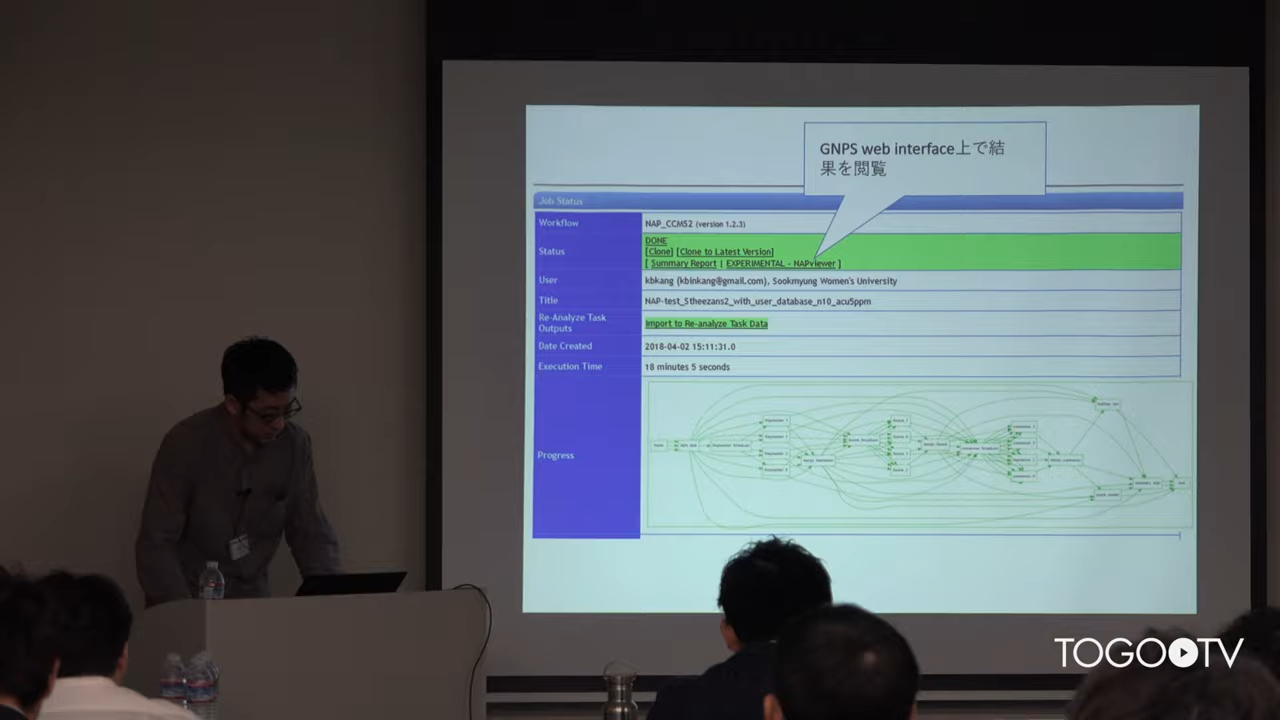 GNPS web interface上で結
果を閲覧
Job Status
Workflow
NAP_CCMS2 (version 1.2.3)
Status
DONE
[Clone] [Clone to Latest Version]
[ Summary Report | EXPERIMENTAL - NAPviewer ]
User
kbkang (kbinkang@gmail.com), Sookmyung Women's University
Title
NAP-test_Stheezans2_with_user_database_n10_acu5ppm
Re-Analyze Task
Outputs
Import to Re-analyze Task Data
Date Created
2018-04-02 15:11:31.0
Execution Time
18 minutes 5 seconds
Progress
TOGOTV